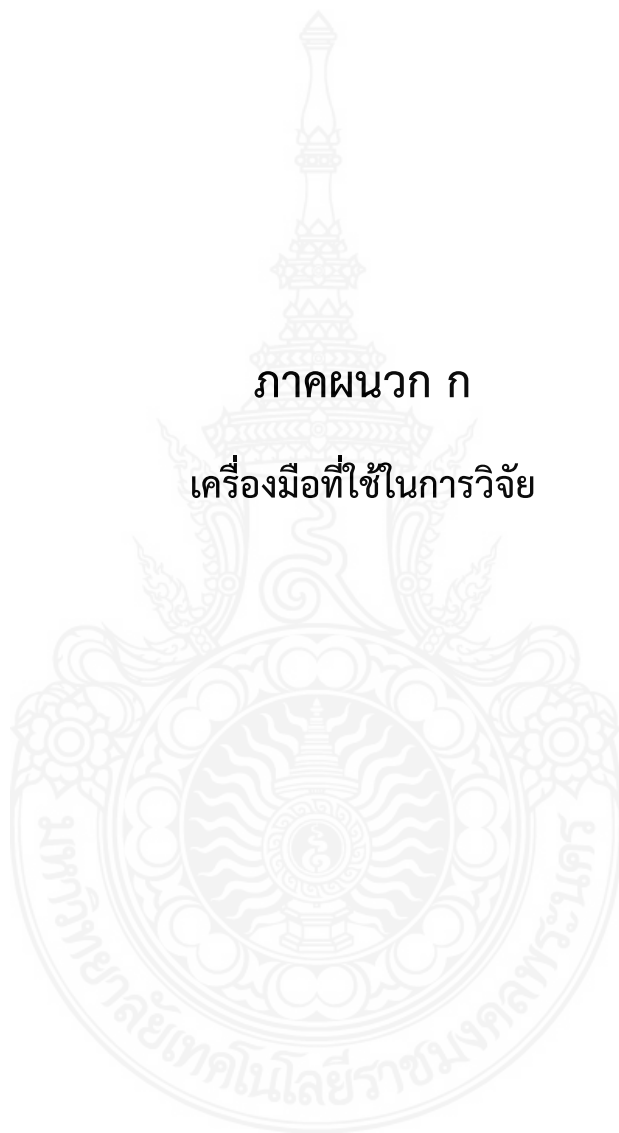 ภาคผนวก ก
เครื่องมือที่ใช้ในการวิจัย
มหาวิทยาลัยเทคโนโลยีราชมงคลพระนคร